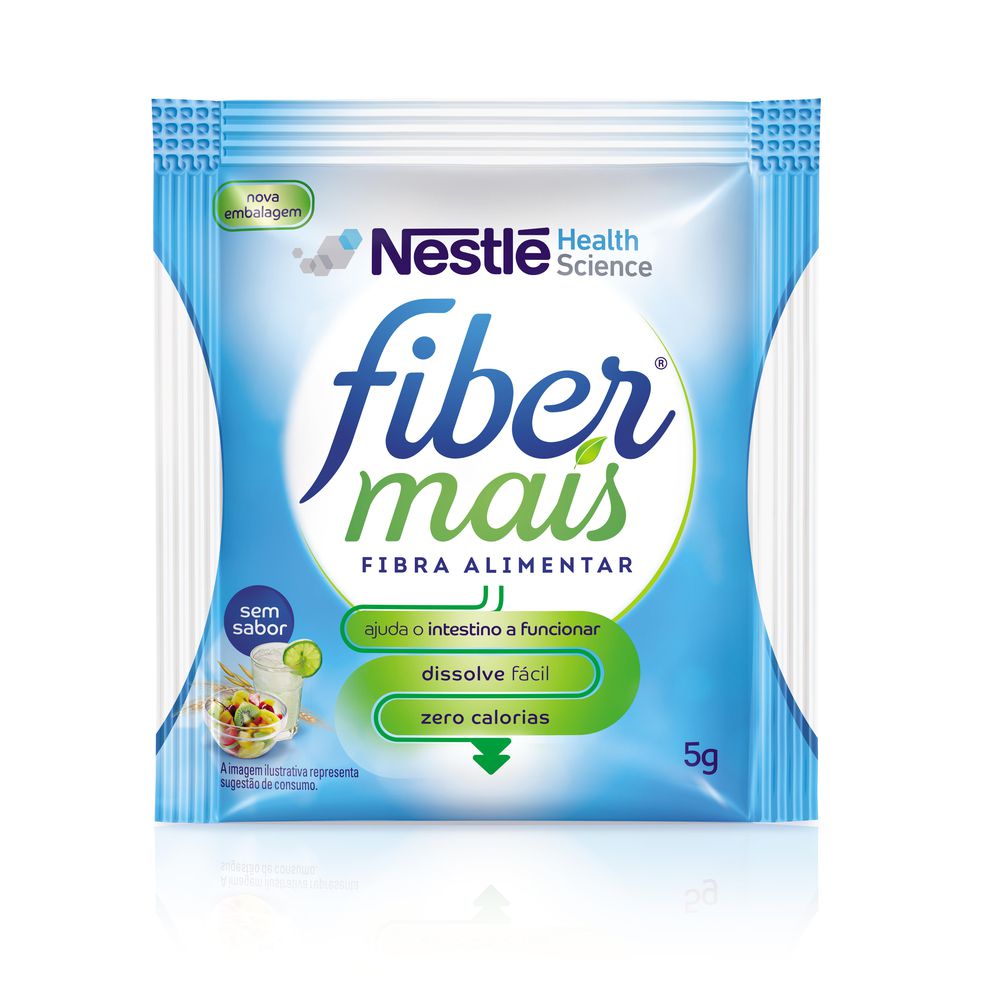 nova
embalagem
Nestlé Health
Science
fiber®
mais
FIBRA ALIMENTAR
sem
sabor
ajuda o intestino a funcionar
dissolve fácil
zero calorias
5g
A imagem ilustrativa representa
sugestão de consumo.